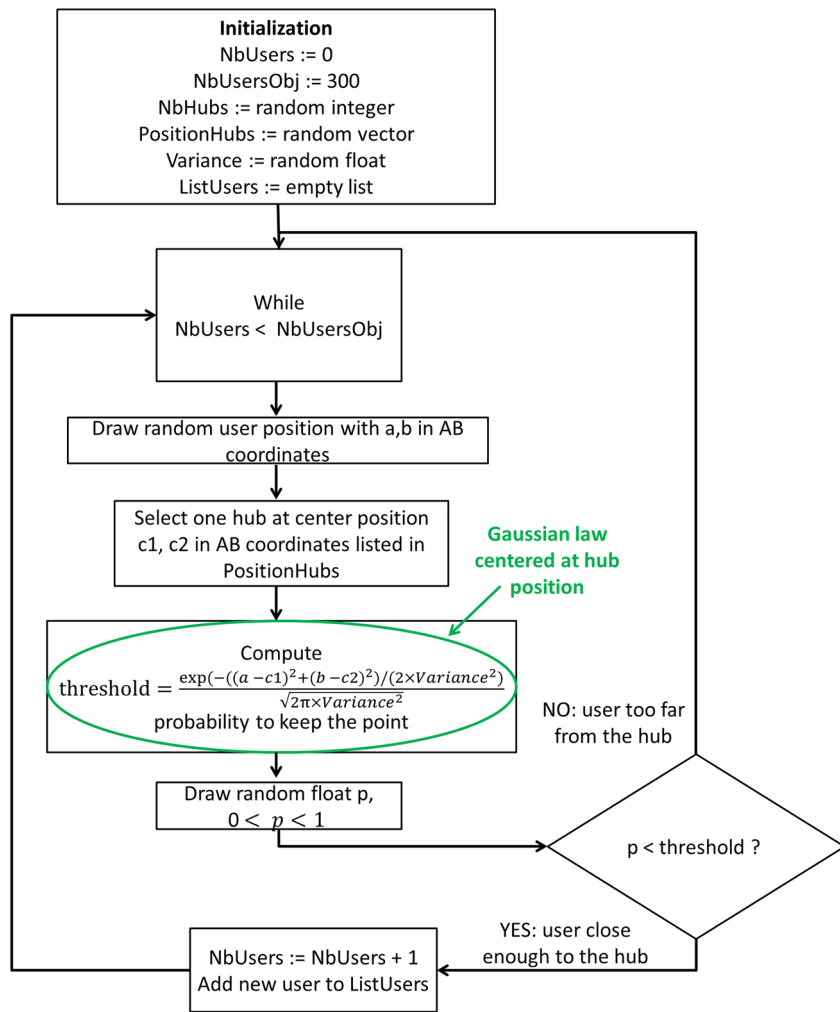 Initialization
NbUsers := 0
NbUsersObj := 300
NbHubs := random integer
PositionHubs := random vector
Variance := random float
ListUsers := empty list
While
NbUsers < NbUsersObj
Draw random user position with a,b in AB
coordinates
Select one hub at center position
c1, c2 in AB coordinates listed in
PositionHubs
Gaussian law
centered at hub
position
Compute
threshold = exp(−((a −c1)²+(b −c2)²)/(2×Variance²) / √(2π×Variance²)
probability to keep the point
NO: user too far
from the hub
Draw random float p,
0 < p < 1
p < threshold ?
YES: user close
enough to the hub
NbUsers := NbUsers + 1
Add new user to ListUsers